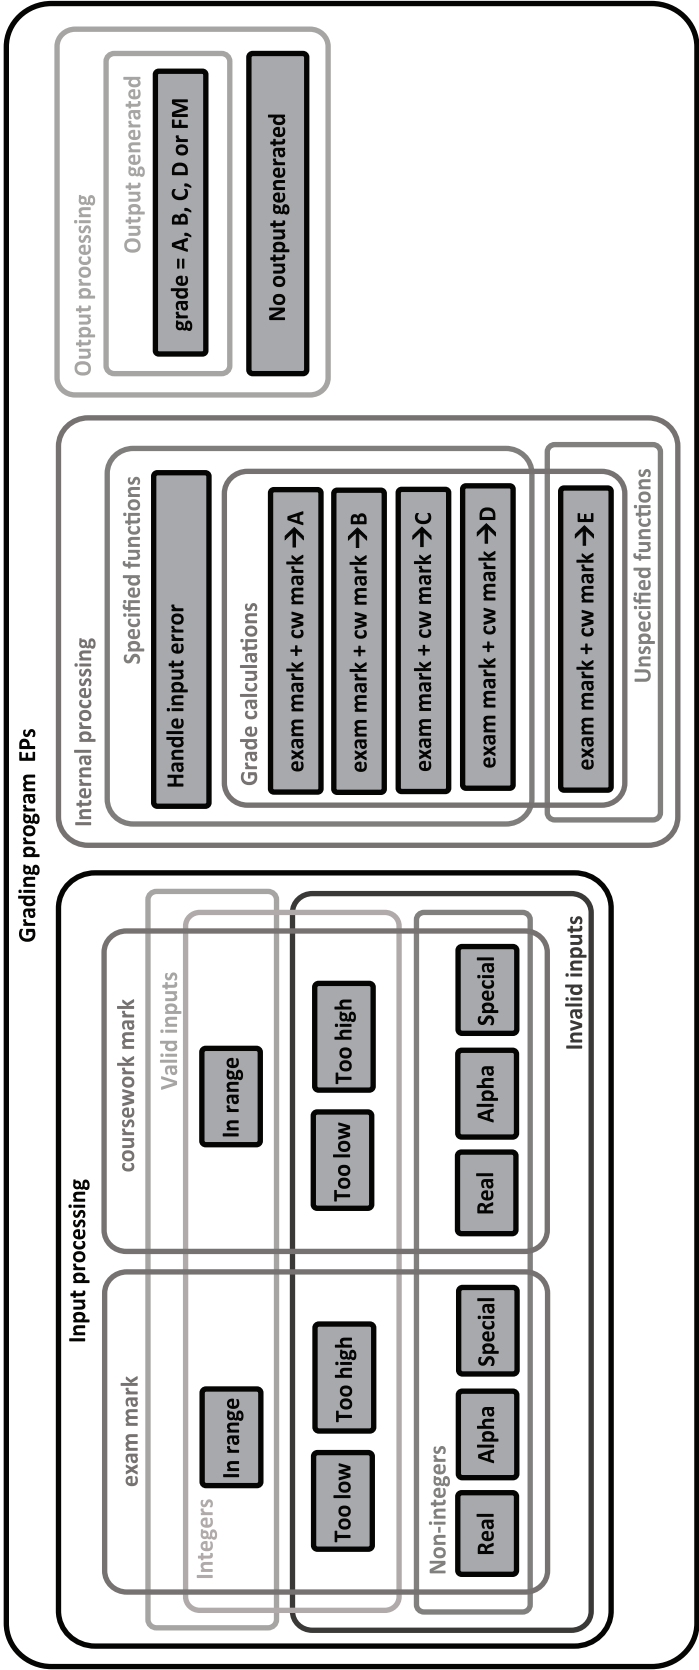 Grading program EPs
Input processing
exam mark
coursework mark
Valid inputs
Integers
In range
In range
Too low
Too high
Too low
Too high
Non-integers
Real
Alpha
Special
Real
Alpha
Special
Invalid inputs
Internal processing
Specified functions
Handle input error
Grade calculations
exam mark + cw mark →A
exam mark + cw mark →B
exam mark + cw mark →C
exam mark + cw mark →D
exam mark + cw mark →E
Unspecified functions
Output processing
Output generated
grade = A, B, C, D or FM
No output generated